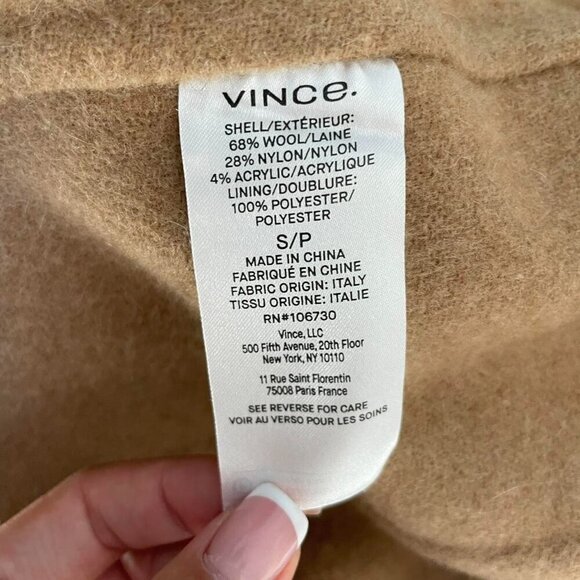 VINCE.
SHELL/EXTÉRIEUR:
68% WOOL/LAINE
28% NYLON/NYLON
4% ACRYLIC/ACRYLIQUE
LINING/DOUBLURE:
100% POLYESTER/
POLYESTER
S/P
MADE IN CHINA
FABRIQUÉ EN CHINE
FABRIC ORIGIN: ITALY
TISSU ORIGINE: ITALIE
RN#106730
Vince, LLC
500 Fifth Avenue, 20th Floor
New York, NY 10110
11 Rue Saint Florentin
75008 Paris France
SEE REVERSE FOR CARE
VOIR AU VERSO POUR LES SOINS